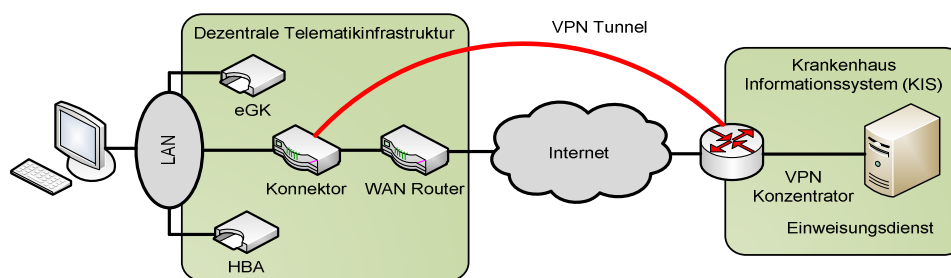 Dezentrale Telematikinfrastruktur
VPN Tunnel
Krankenhaus
Informationssystem (KIS)
eGK
LAN
Internet
Konnektor
WAN Router
VPN
Konzentrator
Einweisungsdienst
HBA